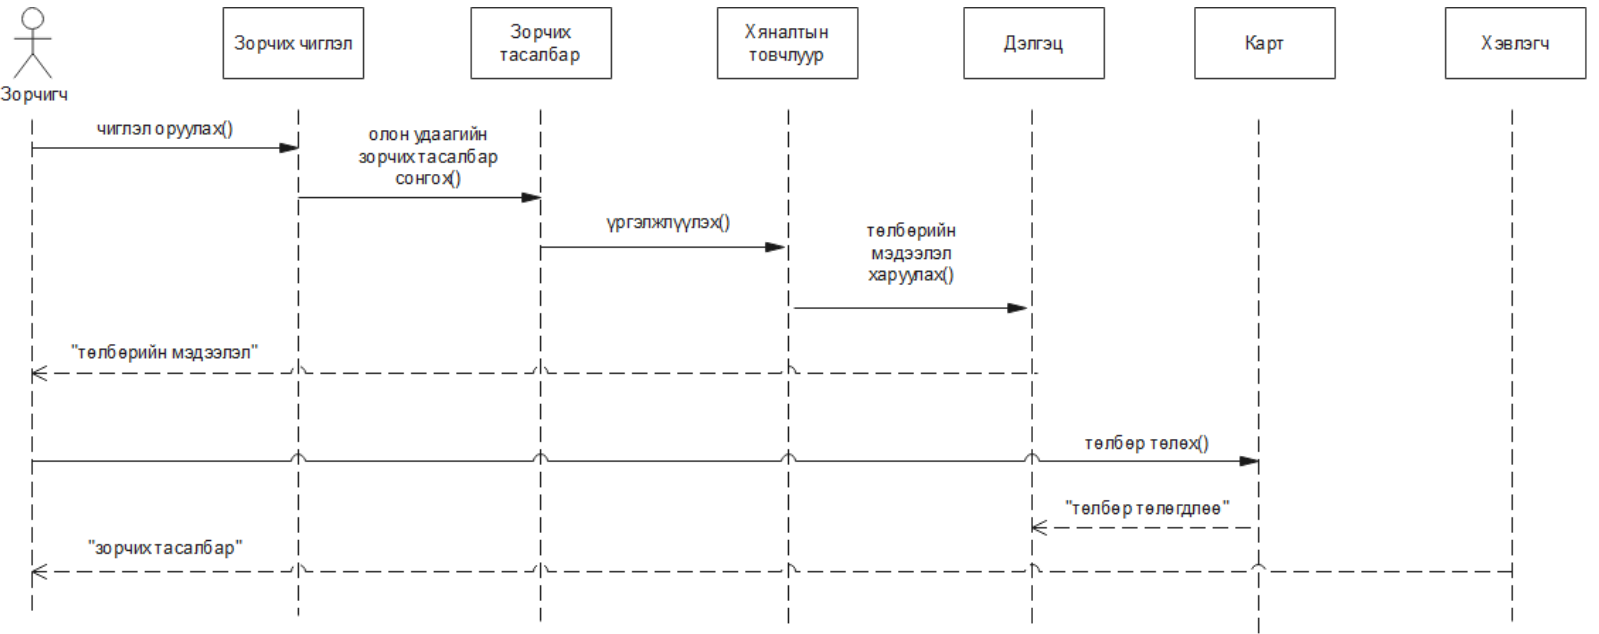 Зорчигч
Зорчих чиглэл
Зорчих
тасалбар
Хяналтын
товчлуур
Дэлгэц
Карт
Хэвлэгч
чиглэл оруулах()
олон удаагийн
зорчих тасалбар
сонгох()
үргэлжлүүлэх()
төлбөрийн
мэдээлэл
харуулах()
"төлбөрийн мэдээлэл"
төлбөр төлөх()
"төлбөр төлөгдлөө"
"зорчих тасалбар"